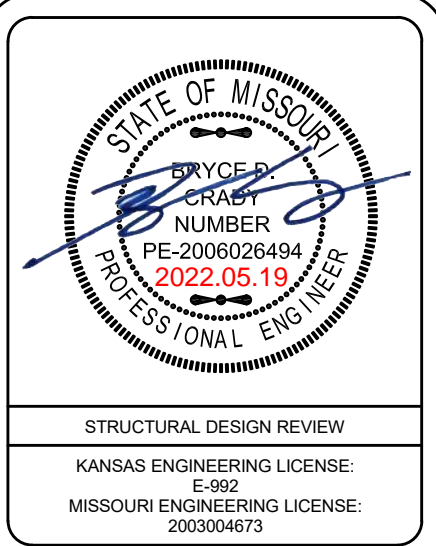 STATE OF MISSOURI
BRYCE D.
CRADY
NUMBER
PE-2006026494
2022.05.19
PROFESSIONAL ENGINEER
STRUCTURAL DESIGN REVIEW
KANSAS ENGINEERING LICENSE:
E-992
MISSOURI ENGINEERING LICENSE:
2003004673